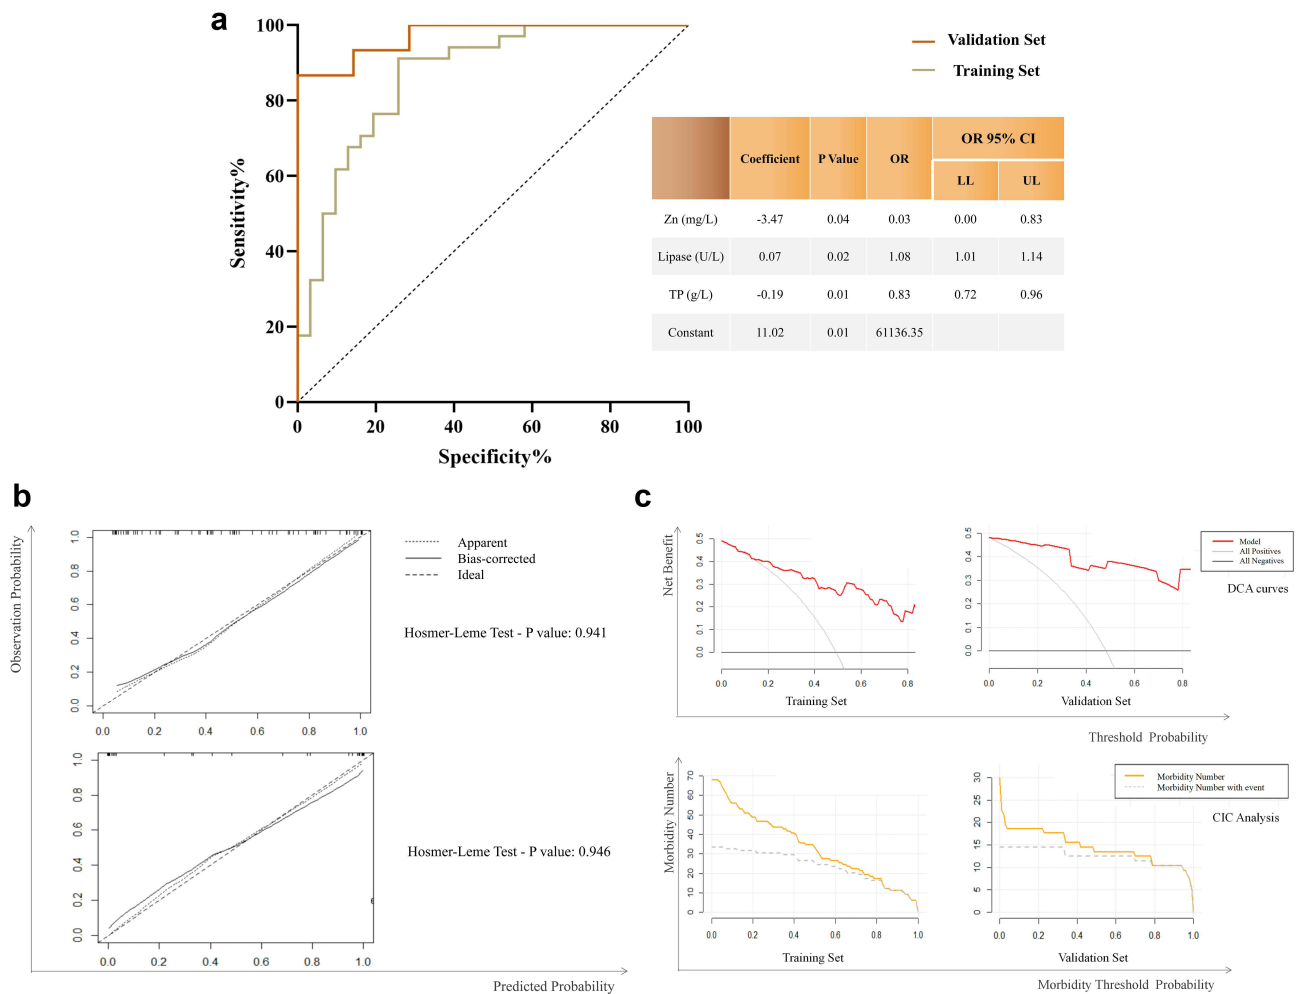 a
Validation Set
Training Set
100
80
60
40
20
0
Sensitivity%
0 20 40 60 80 100
Specificity%
Coefficient P Value OR OR 95% CI
LL UL
Zn (mg/L) -3.47 0.04 0.03 0.00 0.83
Lipase (U/L) 0.07 0.02 1.08 1.01 1.14
TP (g/L) -0.19 0.01 0.83 0.72 0.96
Constant 11.02 0.01 61136.35
b
Observation Probability
1.0
0.8
0.6
0.4
0.2
0.0
0.0 0.2 0.4 0.6 0.8 1.0
Apparent
Bias-corrected
Ideal
Hosmer-Leme Test - P value: 0.941
1.0
0.8
0.6
0.4
0.2
0.0
0.0 0.2 0.4 0.6 0.8 1.0
Hosmer-Leme Test - P value: 0.946
Predicted Probability
c
Net Benefit
0.5
0.4
0.3
0.2
0.1
0.0
0.0 0.2 0.4 0.6 0.8
Training Set
0.5
0.4
0.3
0.2
0.1
0.0
0.0 0.2 0.4 0.6 0.8
Validation Set
Model
All Positives
All Negatives
DCA curves
Threshold Probability
Morbidity Number
70
60
50
40
30
20
10
0
0.0 0.2 0.4 0.6 0.8 1.0
Training Set
30
25
20
15
10
5
0
0.0 0.2 0.4 0.6 0.8 1.0
Validation Set
Morbidity Number
Morbidity Number with event
CIC Analysis
Morbidity Threshold Probability